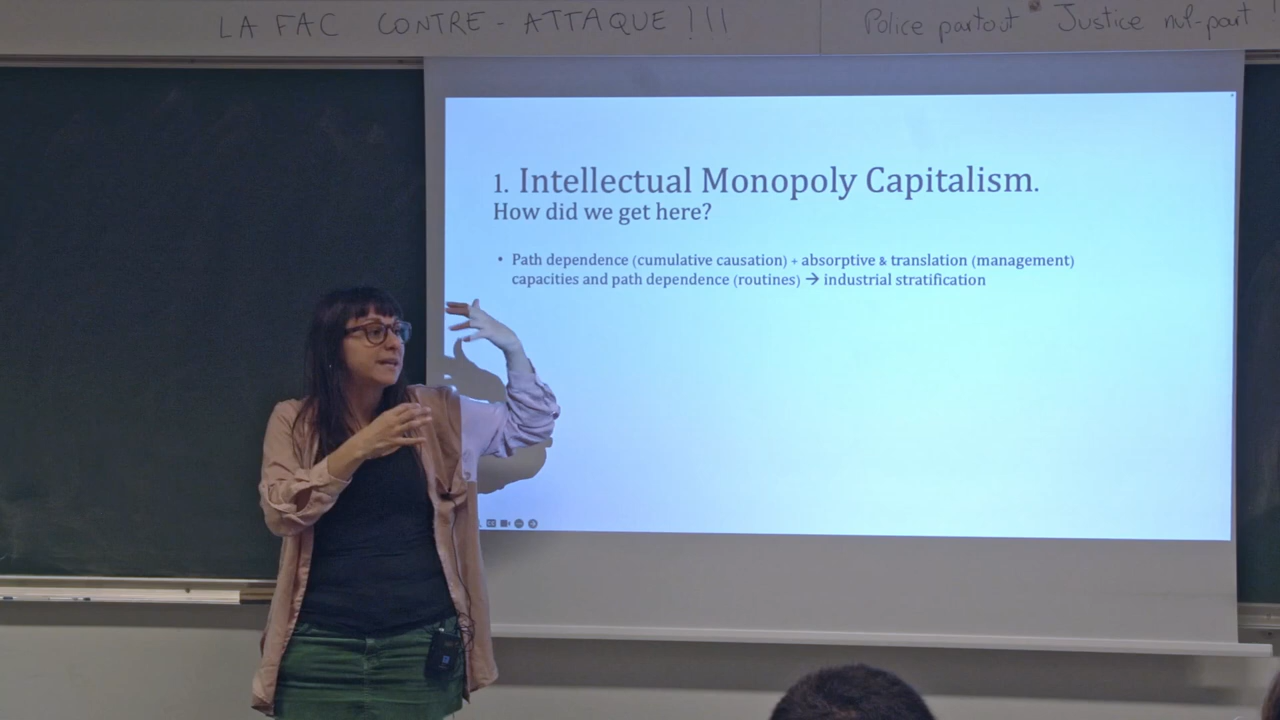 LA FAC CONTRE-ATTAQUE !!!
Police partout Justice nul-part !
1. Intellectual Monopoly Capitalism.
How did we get here?
• Path dependence (cumulative causation) + absorptive & translation (management)
capacities and path dependence (routines) → industrial stratification